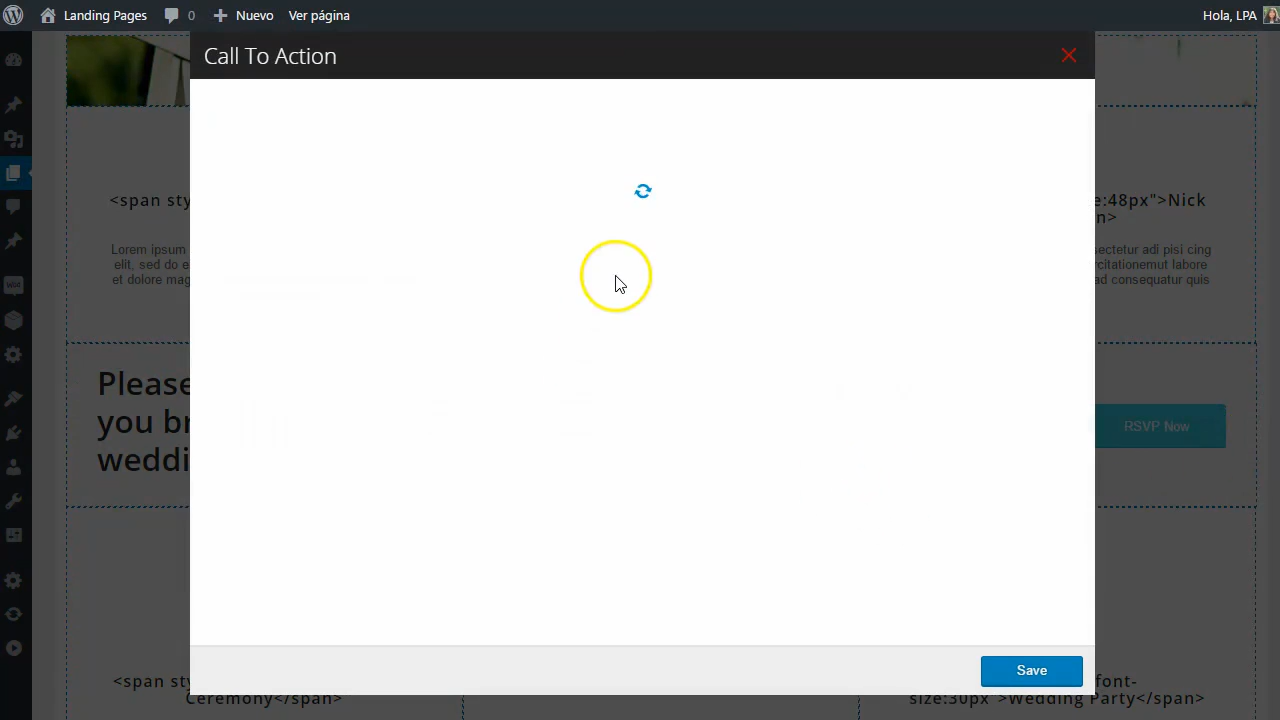 Landing Pages 0 Nuevo Ver página Hola, LPA
Call To Action
<span sty
e:48px">Nick
n>
Lorem ipsum
elit, sed do e
et dolore mag
sectetur adi pisi cing
rcitationemut labore
ad consequatur quis
Please
you br
weddi
RSVP Now
Save
<span sty
Ceremony</span>
font-
size:30px">Wedding Party</span>